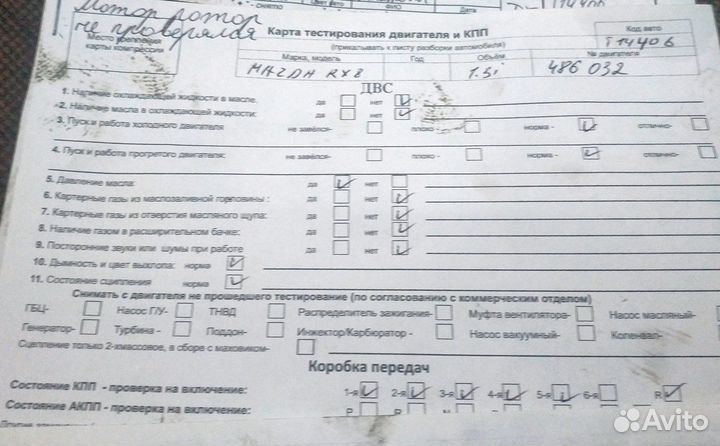 Мотор ротор
не проверялся
Место крепления
карты компрессии
Карта тестирования двигателя и КПП
(прикалывать к листу разборки автомобиля)
Код авто
т 14406
Марка, модель Год Объём № двигателя
MAZDA RX8 1.3i 486 032
ДВС
1. Наличие охлаждающей жидкости в масле. да нет
2. Наличие масла в охлаждающей жидкости: да нет
3. Пуск и работа холодного двигателя не завёлся- плохо- норма - отлично-
4. Пуск и работа прогретого двигателя: не завёлся- плохо - норма - отлично-
5. Давление масла: да нет
6. Картерные газы из маслозаливной горловины : да нет
7. Картерные газы из отверстия масляного щупа: да нет
8. Наличие газом в расширительном бачке: да нет
9. Посторонние звуки или шумы при работе да нет
10. Дымность и цвет выхлопа: норма
11. Состояние сцепления норма
Снимать с двигателя не прошедшего тестирование (по согласованию с коммерческим отделом)
ГБЦ- Насос Г/У- ТНВД Распределитель зажигания- Муфта вентилятора- Насос масляный-
Генератор- Турбина - Поддон- Инжектор/Карбюратор - Насос вакуумный- Коленвал-
Сцепление только 2-хмассовое, в сборе с маховиком-
Коробка передач
Состояние КПП - проверка на включение: 1-я 2-я 3-я 4-я 5-я 6-я R
Состояние АКПП - проверка на включение: P R
Avito